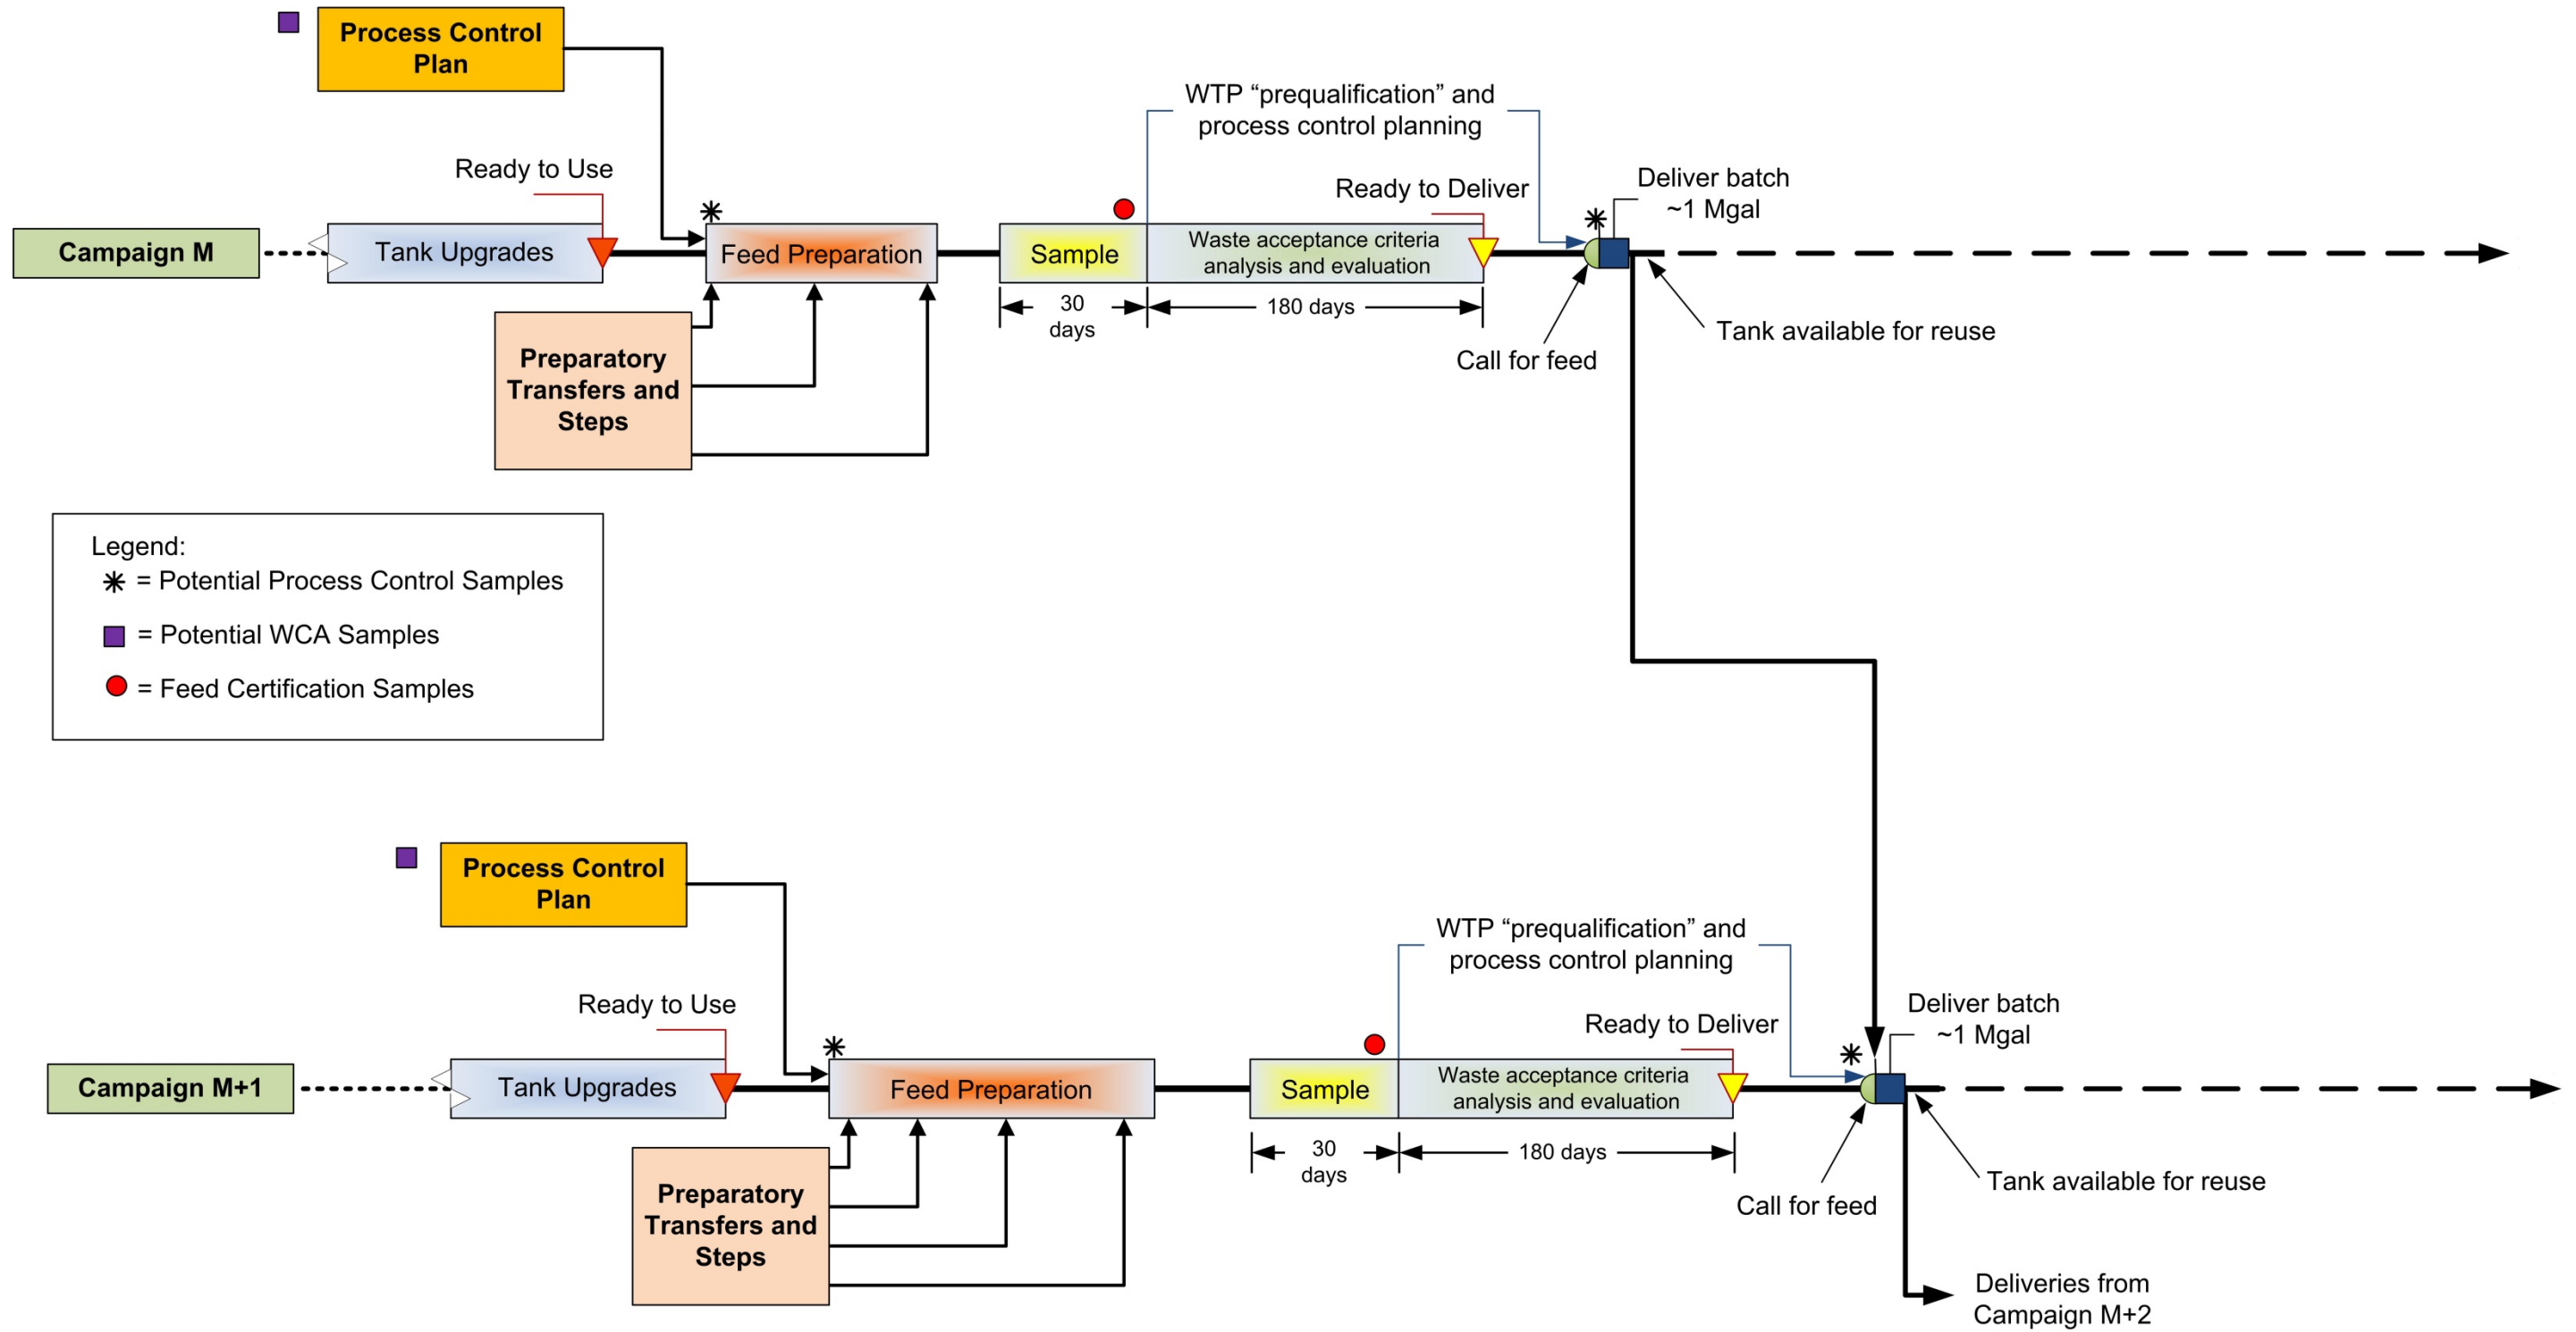 Process Control
Plan
WTP “prequalification” and
process control planning
Ready to Use
Ready to Deliver
Deliver batch
~1 Mgal
Campaign M
Tank Upgrades
Feed Preparation
Sample
Waste acceptance criteria
analysis and evaluation
30
days
180 days
Call for feed
Tank available for reuse
Preparatory
Transfers and
Steps
Legend:
= Potential Process Control Samples
= Potential WCA Samples
= Feed Certification Samples
Process Control
Plan
WTP “prequalification” and
process control planning
Ready to Use
Ready to Deliver
Deliver batch
~1 Mgal
Campaign M+1
Tank Upgrades
Feed Preparation
Sample
Waste acceptance criteria
analysis and evaluation
30
days
180 days
Call for feed
Tank available for reuse
Preparatory
Transfers and
Steps
Deliveries from
Campaign M+2